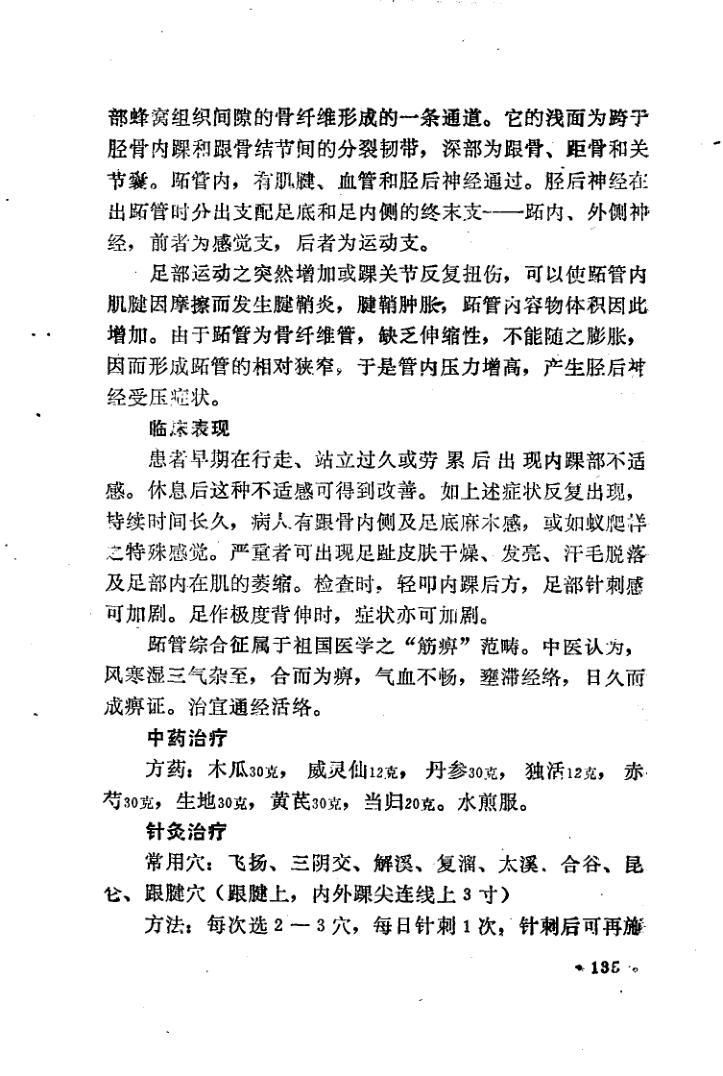 部蜂窝组织间隙的骨纤维形成的一条通道。它的浅面为跨于
胫骨内踝和跟骨结节间的分裂韧带，深部为跟骨、距骨和关
节囊。跖管内，有肌腱、血管和胫后神经通过。胫后神经在
出跖管时分出支配足底和足内侧的终末支——跖内、外侧神
经，前者为感觉支，后者为运动支。
足部运动之突然增加或踝关节反复扭伤，可以使跖管内
肌腱因摩擦而发生腱鞘炎，腱鞘肿胀，跖管内容物体积因此
增加。由于跖管为骨纤维管，缺乏伸缩性，不能随之膨胀，
因而形成跖管的相对狭窄，于是管内压力增高，产生胫后神
经受压症状。
临床表现
患者早期在行走、站立过久或劳累后出现内踝部不适
感。休息后这种不适感可得到改善。如上述症状反复出现，
持续时间长久，病人有跟骨内侧及足底麻木感，或如蚁爬样
之特殊感觉。严重者可出现足趾皮肤干燥、发亮、汗毛脱落
及足部内在肌的萎缩。检查时，轻叩内踝后方，足部针刺感
可加剧。足作极度背伸时，症状亦可加剧。
跖管综合征属于祖国医学之“筋痹”范畴。中医认为，
风寒湿三气杂至，合而为痹，气血不畅，壅滞经络，日久而
成痹证。治宜通经活络。
中药治疗
方药：木瓜30克，威灵仙12克，丹参30克，独活12克，赤
芍30克，生地30克，黄芪30克，当归20克。水煎服。
针灸治疗
常用穴：飞扬、三阴交、解溪、复溜、太溪、合谷、昆
仑、跟腱穴（跟腱上，内外踝尖连线上3寸）
方法：每次选2—3穴，每日针刺1次，针刺后可再施
• 135 •